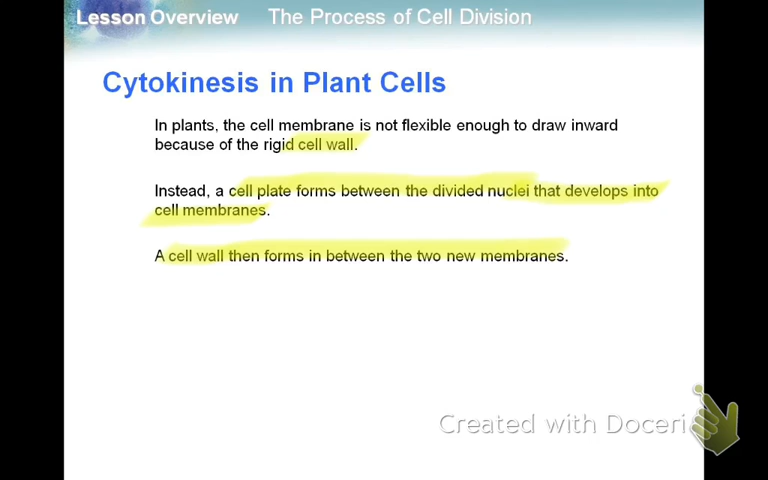 Lesson Overview The Process of Cell Division
Cytokinesis in Plant Cells
In plants, the cell membrane is not flexible enough to draw inward
because of the rigid cell wall.
Instead, a cell plate forms between the divided nuclei that develops into
cell membranes.
A cell wall then forms in between the two new membranes.
Created with Doceri